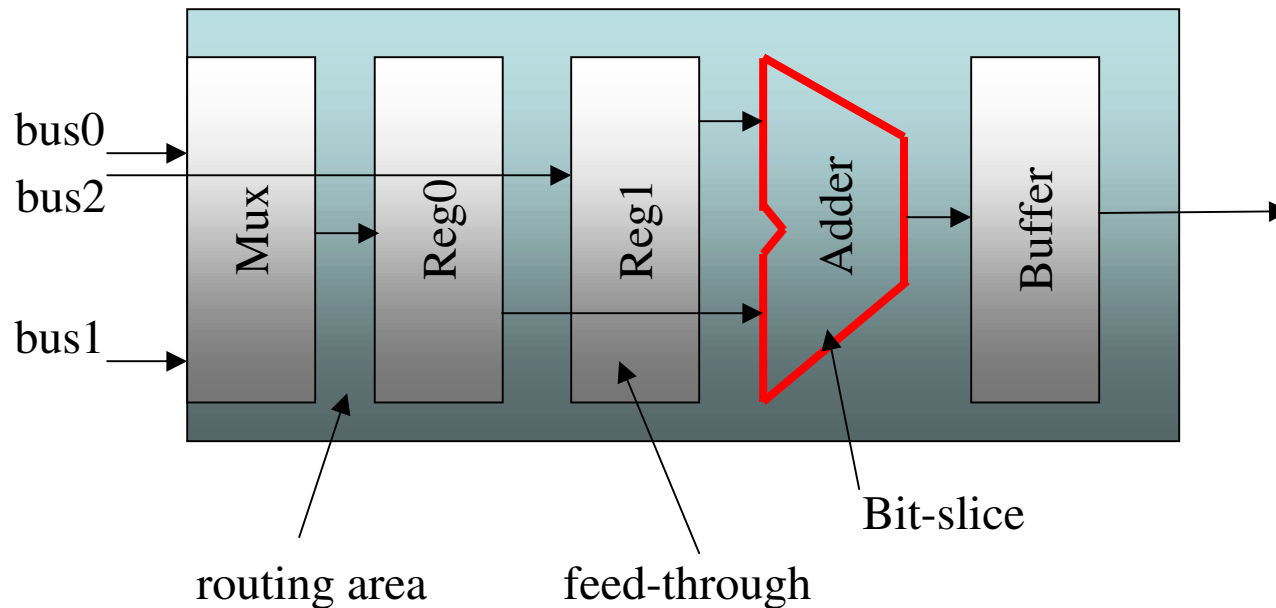 bus0
bus2
bus1
Mux
Reg0
Reg1
Adder
Buffer
Bit-slice
routing area
feed-through